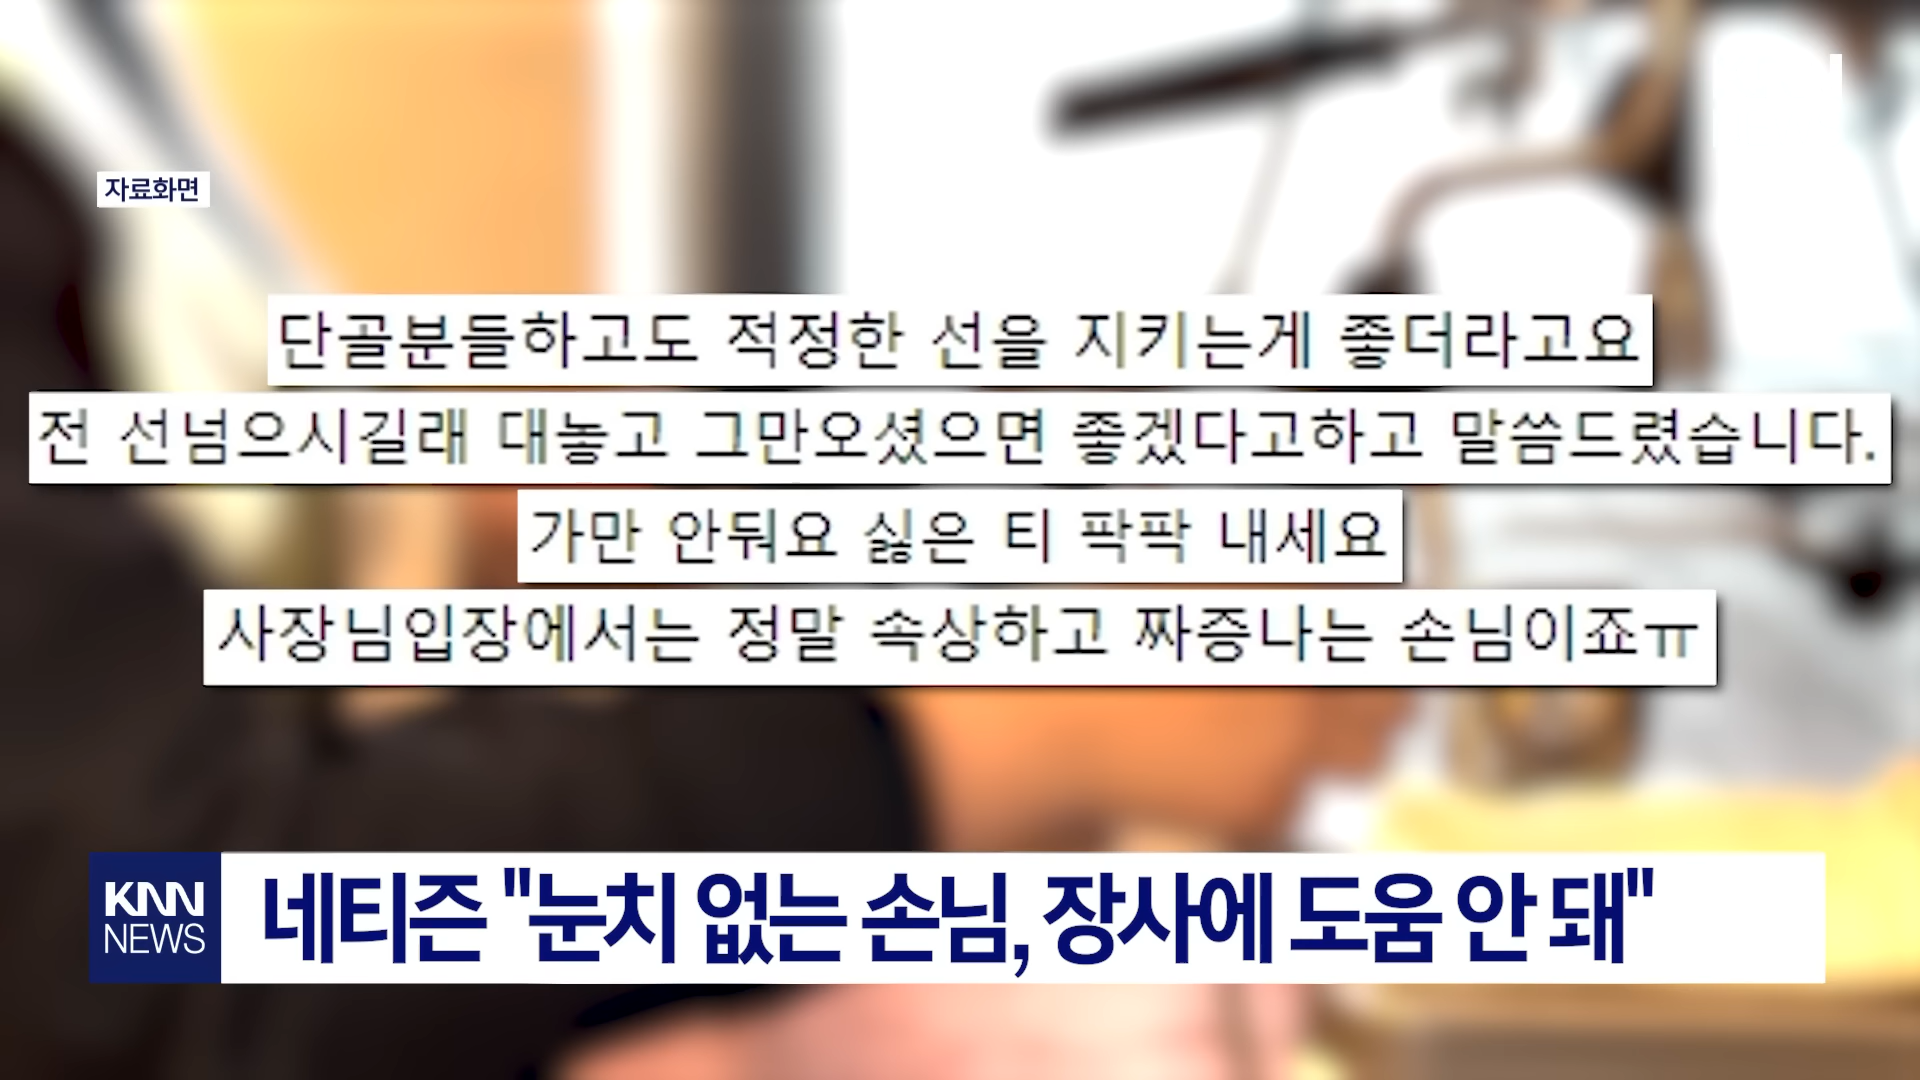 자료화면
단골분들하고도 적정한 선을 지키는게 좋더라고요
전 선넘으시길래 대놓고 그만오셨으면 좋겠다고하고 말씀드렸습니다.
가만 안둬요 싫은 티 팍팍 내세요
사장님입장에서는 정말 속상하고 짜증나는 손님이죠ㅠ
KNN
NEWS
네티즌 "눈치 없는 손님, 장사에 도움 안 돼"